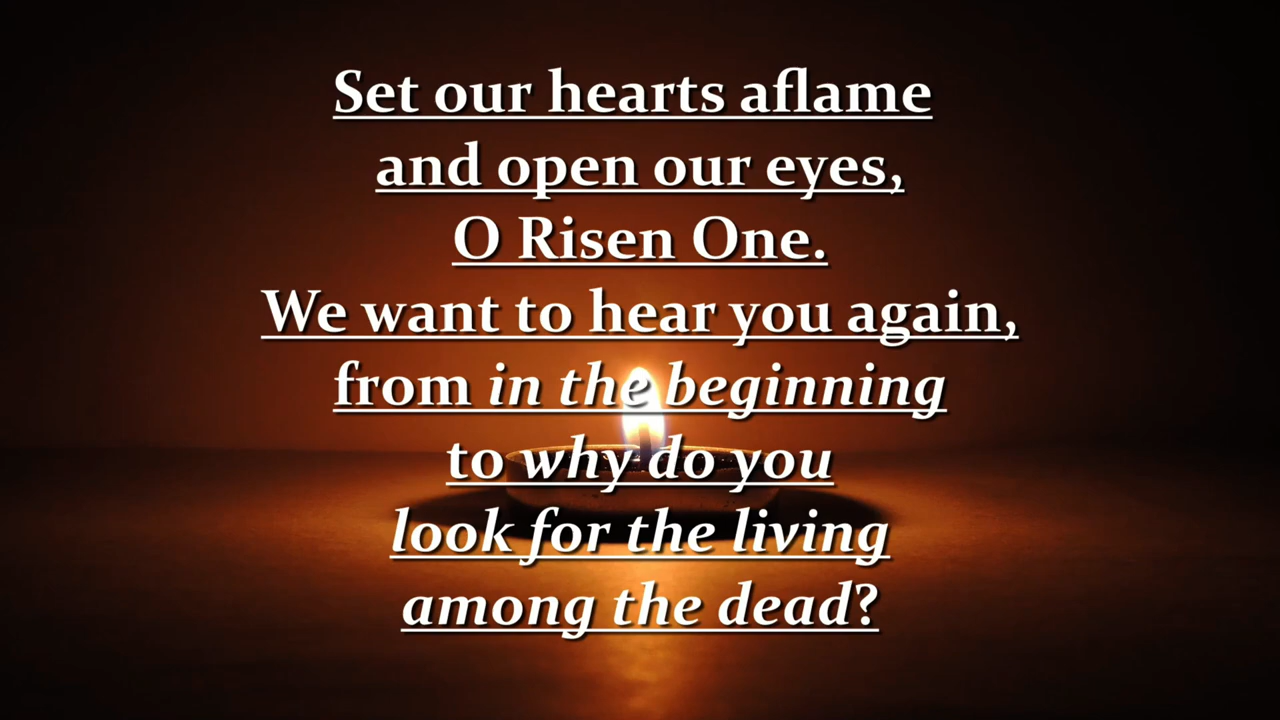 Set our hearts aflame
and open our eyes,
O Risen One.
We want to hear you again,
from in the beginning
to why do you
look for the living
among the dead?